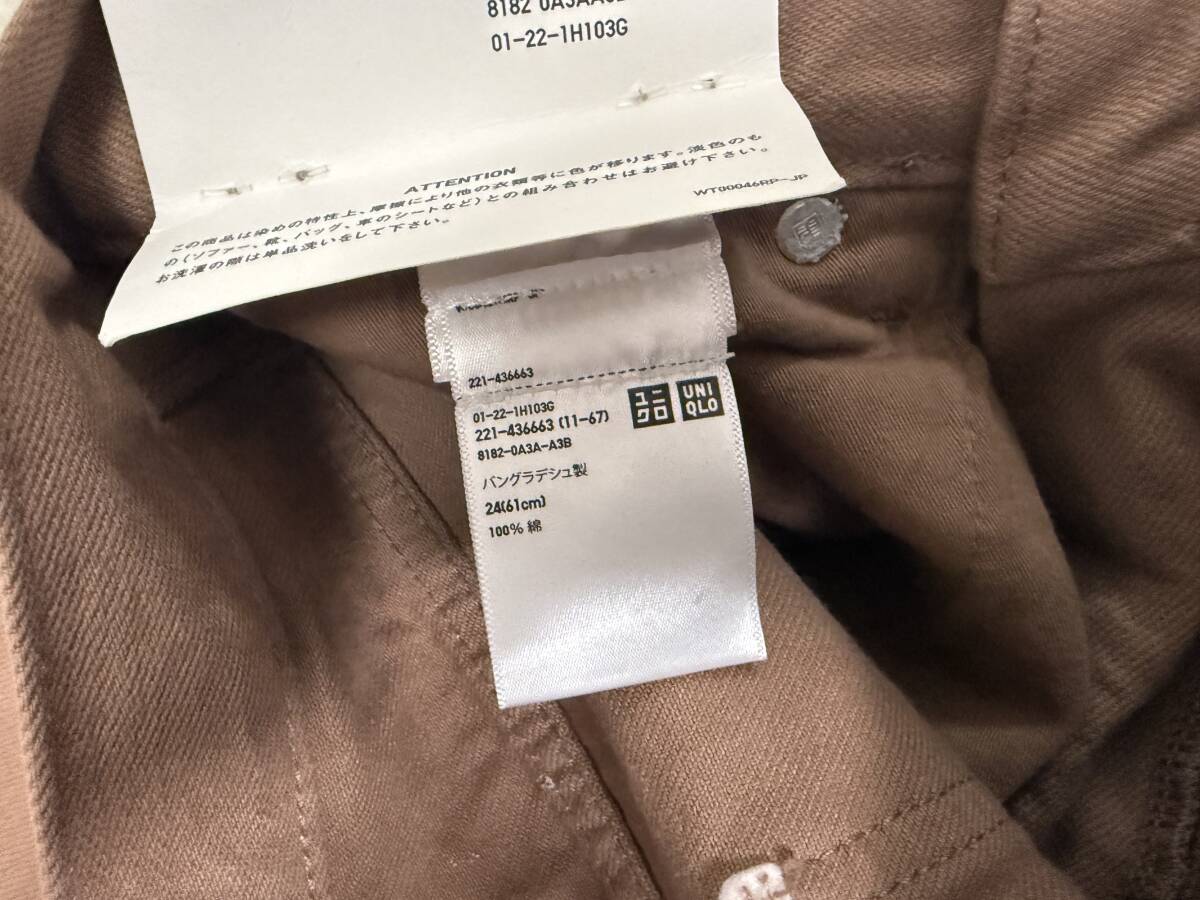 8182 0A3AA3B
01-22-1H103G
ATTENTION
この商品は染めの特性上、摩擦により他の衣類等に色が移ります。淡色のも
の（ソファー、靴、バッグ、車のシートなど）との組み合わせはお避け下さい。
お洗濯の際は単品洗いをして下さい。
WT00046RP-JP
221-436663
01-22-1H103G
221-436663 (11-67)
8182-0A3A-A3B
バングラデシュ製
24(61cm)
100% 綿
ユニ
クロ
UNI
QLO